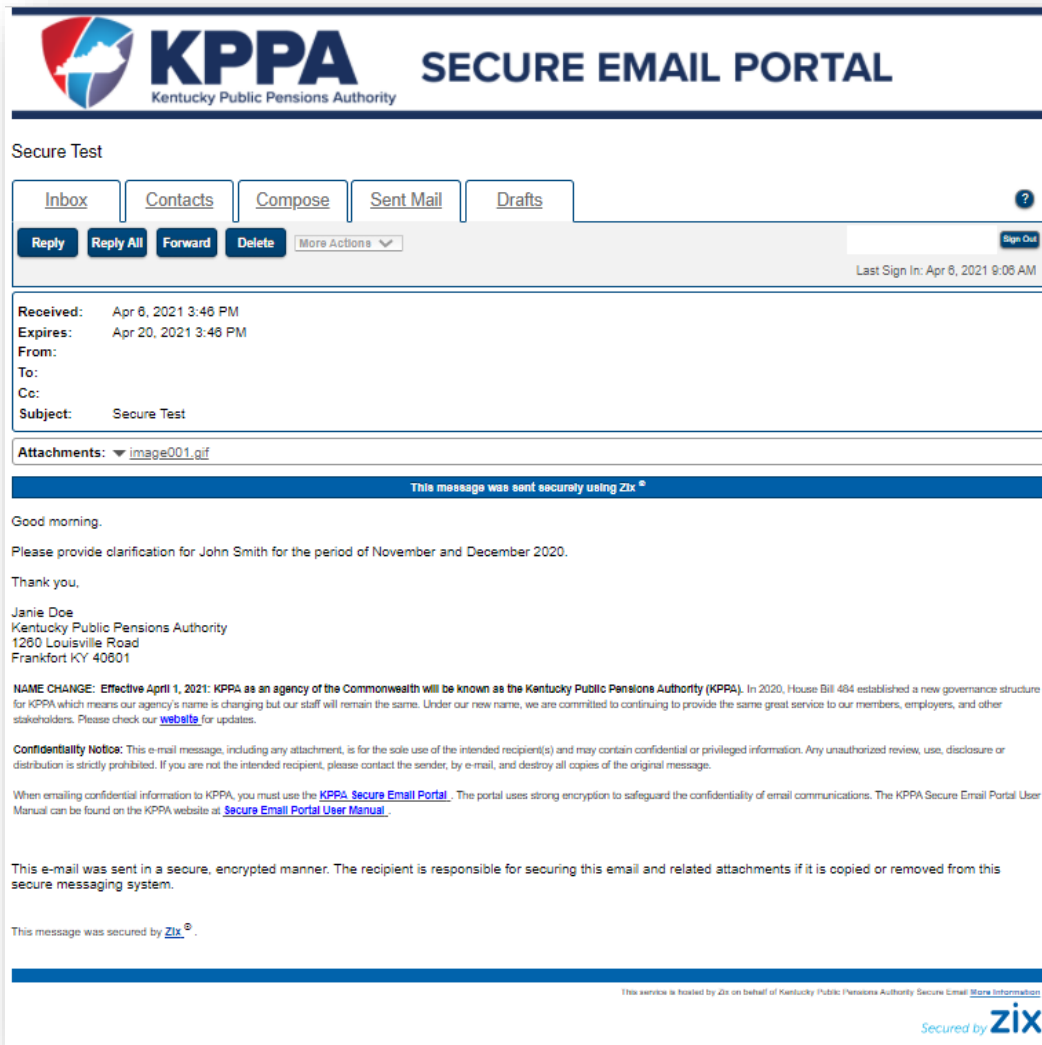 KPPA
Kentucky Public Pensions Authority
SECURE EMAIL PORTAL
Secure Test
Inbox Contacts Compose Sent Mail Drafts ?
Reply Reply All Forward Delete More Actions Sign Out
Last Sign In: Apr 6, 2021 9:06 AM
Received: Apr 6, 2021 3:46 PM
Expires: Apr 20, 2021 3:46 PM
From:
To:
Cc:
Subject: Secure Test
Attachments: image001.gif
This message was sent securely using Zix ®
Good morning.
Please provide clarification for John Smith for the period of November and December 2020.
Thank you,
Janie Doe
Kentucky Public Pensions Authority
1260 Louisville Road
Frankfort KY 40601
NAME CHANGE: Effective April 1, 2021: KPPA as an agency of the Commonwealth will be known as the Kentucky Public Pensions Authority (KPPA). In 2020, House Bill 484 established a new governance structure
for KPPA which means our agency's name is changing but our staff will remain the same. Under our new name, we are committed to continuing to provide the same great service to our members, employers, and other
stakeholders. Please check our website for updates.
Confidentiality Notice: This e-mail message, including any attachment, is for the sole use of the intended recipient(s) and may contain confidential or privileged information. Any unauthorized review, use, disclosure or
distribution is strictly prohibited. If you are not the intended recipient, please contact the sender, by e-mail, and destroy all copies of the original message.
When emailing confidential information to KPPA, you must use the KPPA Secure Email Portal . The portal uses strong encryption to safeguard the confidentiality of email communications. The KPPA Secure Email Portal User
Manual can be found on the KPPA website at Secure Email Portal User Manual .
This e-mail was sent in a secure, encrypted manner. The recipient is responsible for securing this email and related attachments if it is copied or removed from this
secure messaging system.
This message was secured by Zix ® .
This service is hosted by Zix on behalf of Kentucky Public Pensions Authority Secure Email More Information
Secured by zix